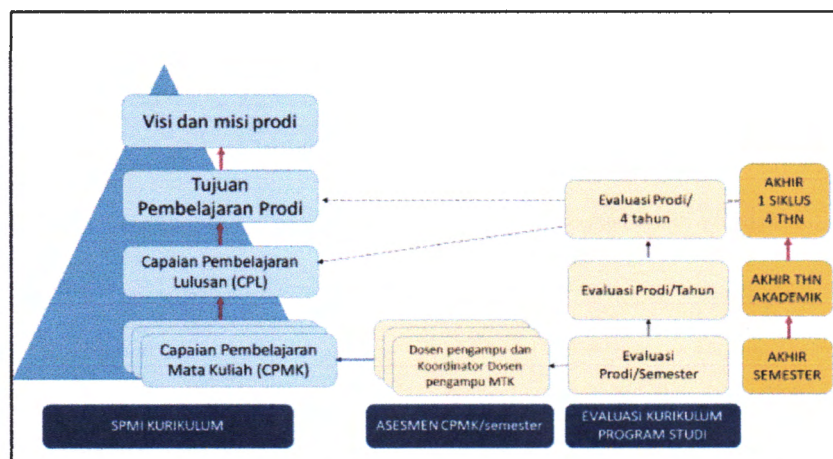 Visi dan misi prodi
Tujuan
Pembelajaran Prodi
Capaian Pembelajaran
Lulusan (CPL)
Capaian Pembelajaran
Mata Kuliah (CPMK)
SPMI KURIKULUM
Dosen pengampu dan
Koordinator Dosen
pengampu MTK
ASESMEN CPMK/semester
Evaluasi Prodi/
4 tahun
Evaluasi Prodi/Tahun
Evaluasi
Prodi/Semester
EVALUASI KURIKULUM
PROGRAM STUDI
AKHIR
1 SIKLUS
4 THN
AKHIR THN
AKADEMIK
AKHIR
SEMESTER